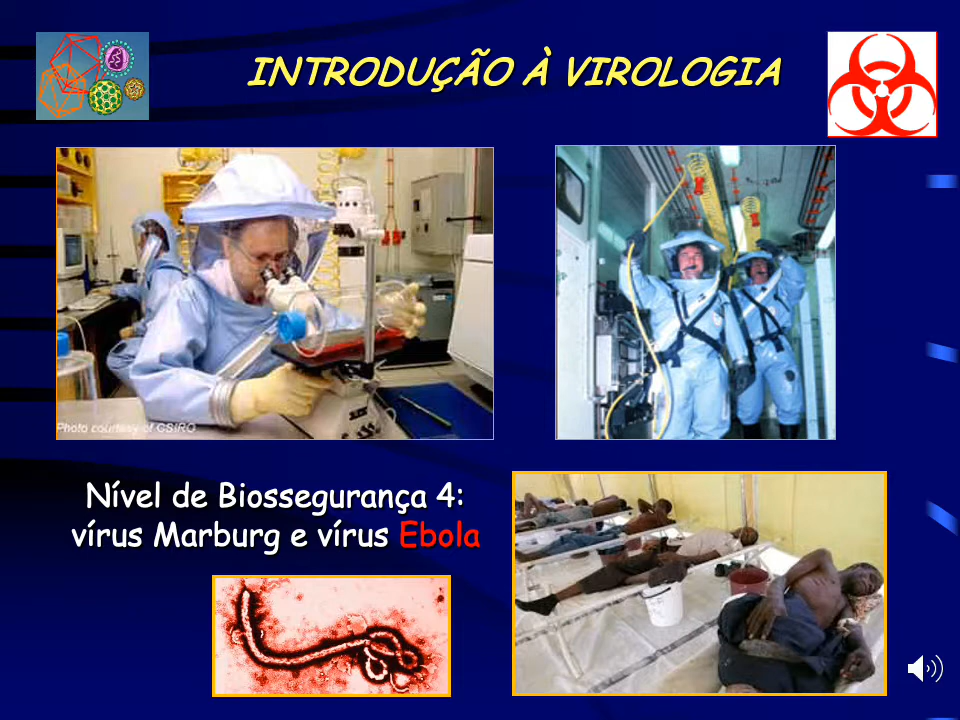 INTRODUÇÃO À VIROLOGIA
Photo courtesy of CSIRO
Nível de Biossegurança 4:
vírus Marburg e vírus Ebola